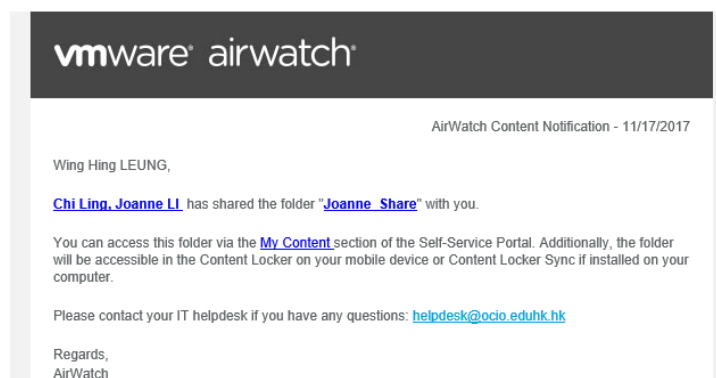 vmware® airwatch®
AirWatch Content Notification - 11/17/2017
Wing Hing LEUNG,
Chi Ling, Joanne LI has shared the folder "Joanne_Share" with you.
You can access this folder via the My Content section of the Self-Service Portal. Additionally, the folder
will be accessible in the Content Locker on your mobile device or Content Locker Sync if installed on your
computer.
Please contact your IT helpdesk if you have any questions: helpdesk@ocio.eduhk.hk
Regards,
AirWatch